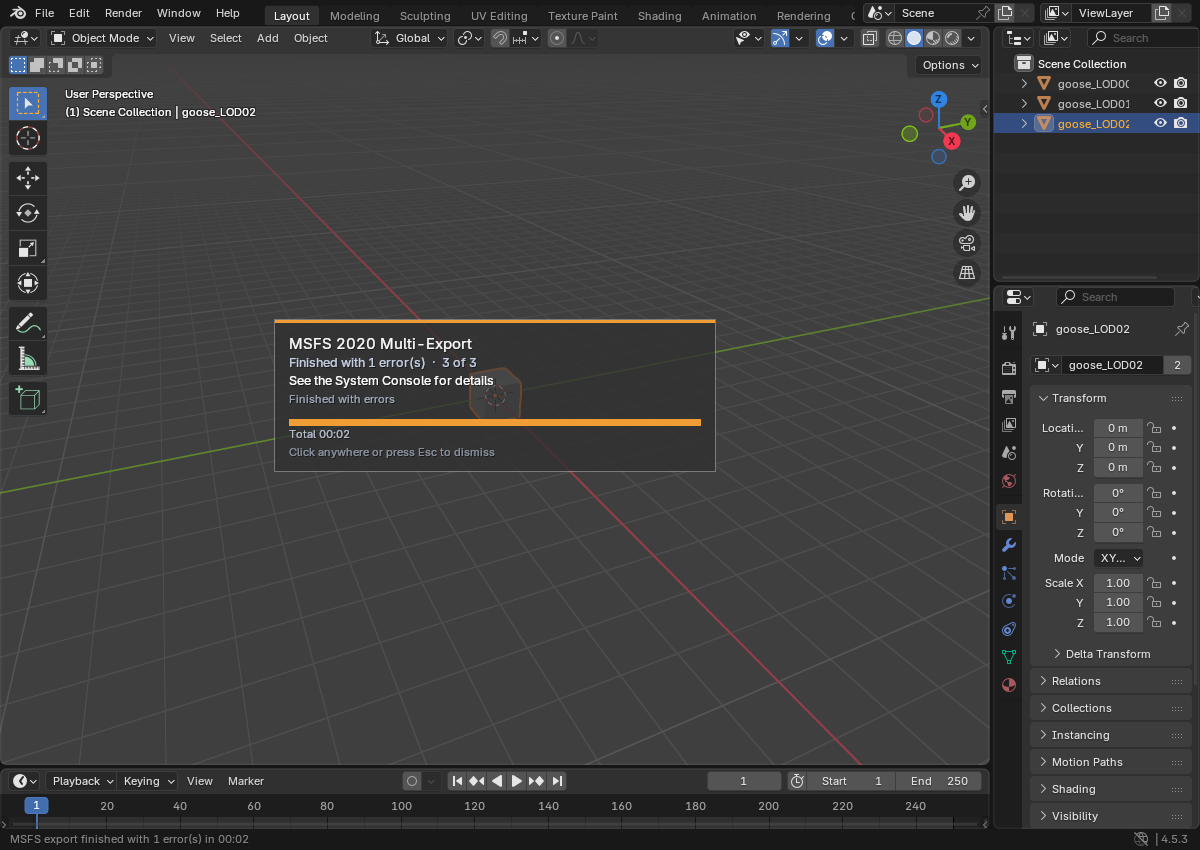 File Edit Render Window Help Layout Modeling Sculpting UV Editing Texture Paint Shading Animation Rendering Scene ViewLayer
Object Mode View Select Add Object Global Search
Options
User Perspective
(1) Scene Collection | goose_LOD02
Z
Y
X
Scene Collection
goose_LOD00
goose_LOD01
goose_LOD02
Search
goose_LOD02
goose_LOD02 2
Transform
Locati... 0 m
Y 0 m
Z 0 m
Rotati... 0°
Y 0°
Z 0°
Mode XY...
Scale X 1.00
Y 1.00
Z 1.00
Delta Transform
Relations
Collections
Instancing
Motion Paths
Shading
Visibility
MSFS 2020 Multi-Export
Finished with 1 error(s) · 3 of 3
See the System Console for details
Finished with errors
Total 00:02
Click anywhere or press Esc to dismiss
Playback Keying View Marker 1 Start 1 End 250
1 20 40 60 80 100 120 140 160 180 200 220 240
MSFS export finished with 1 error(s) in 00:02 4.5.3